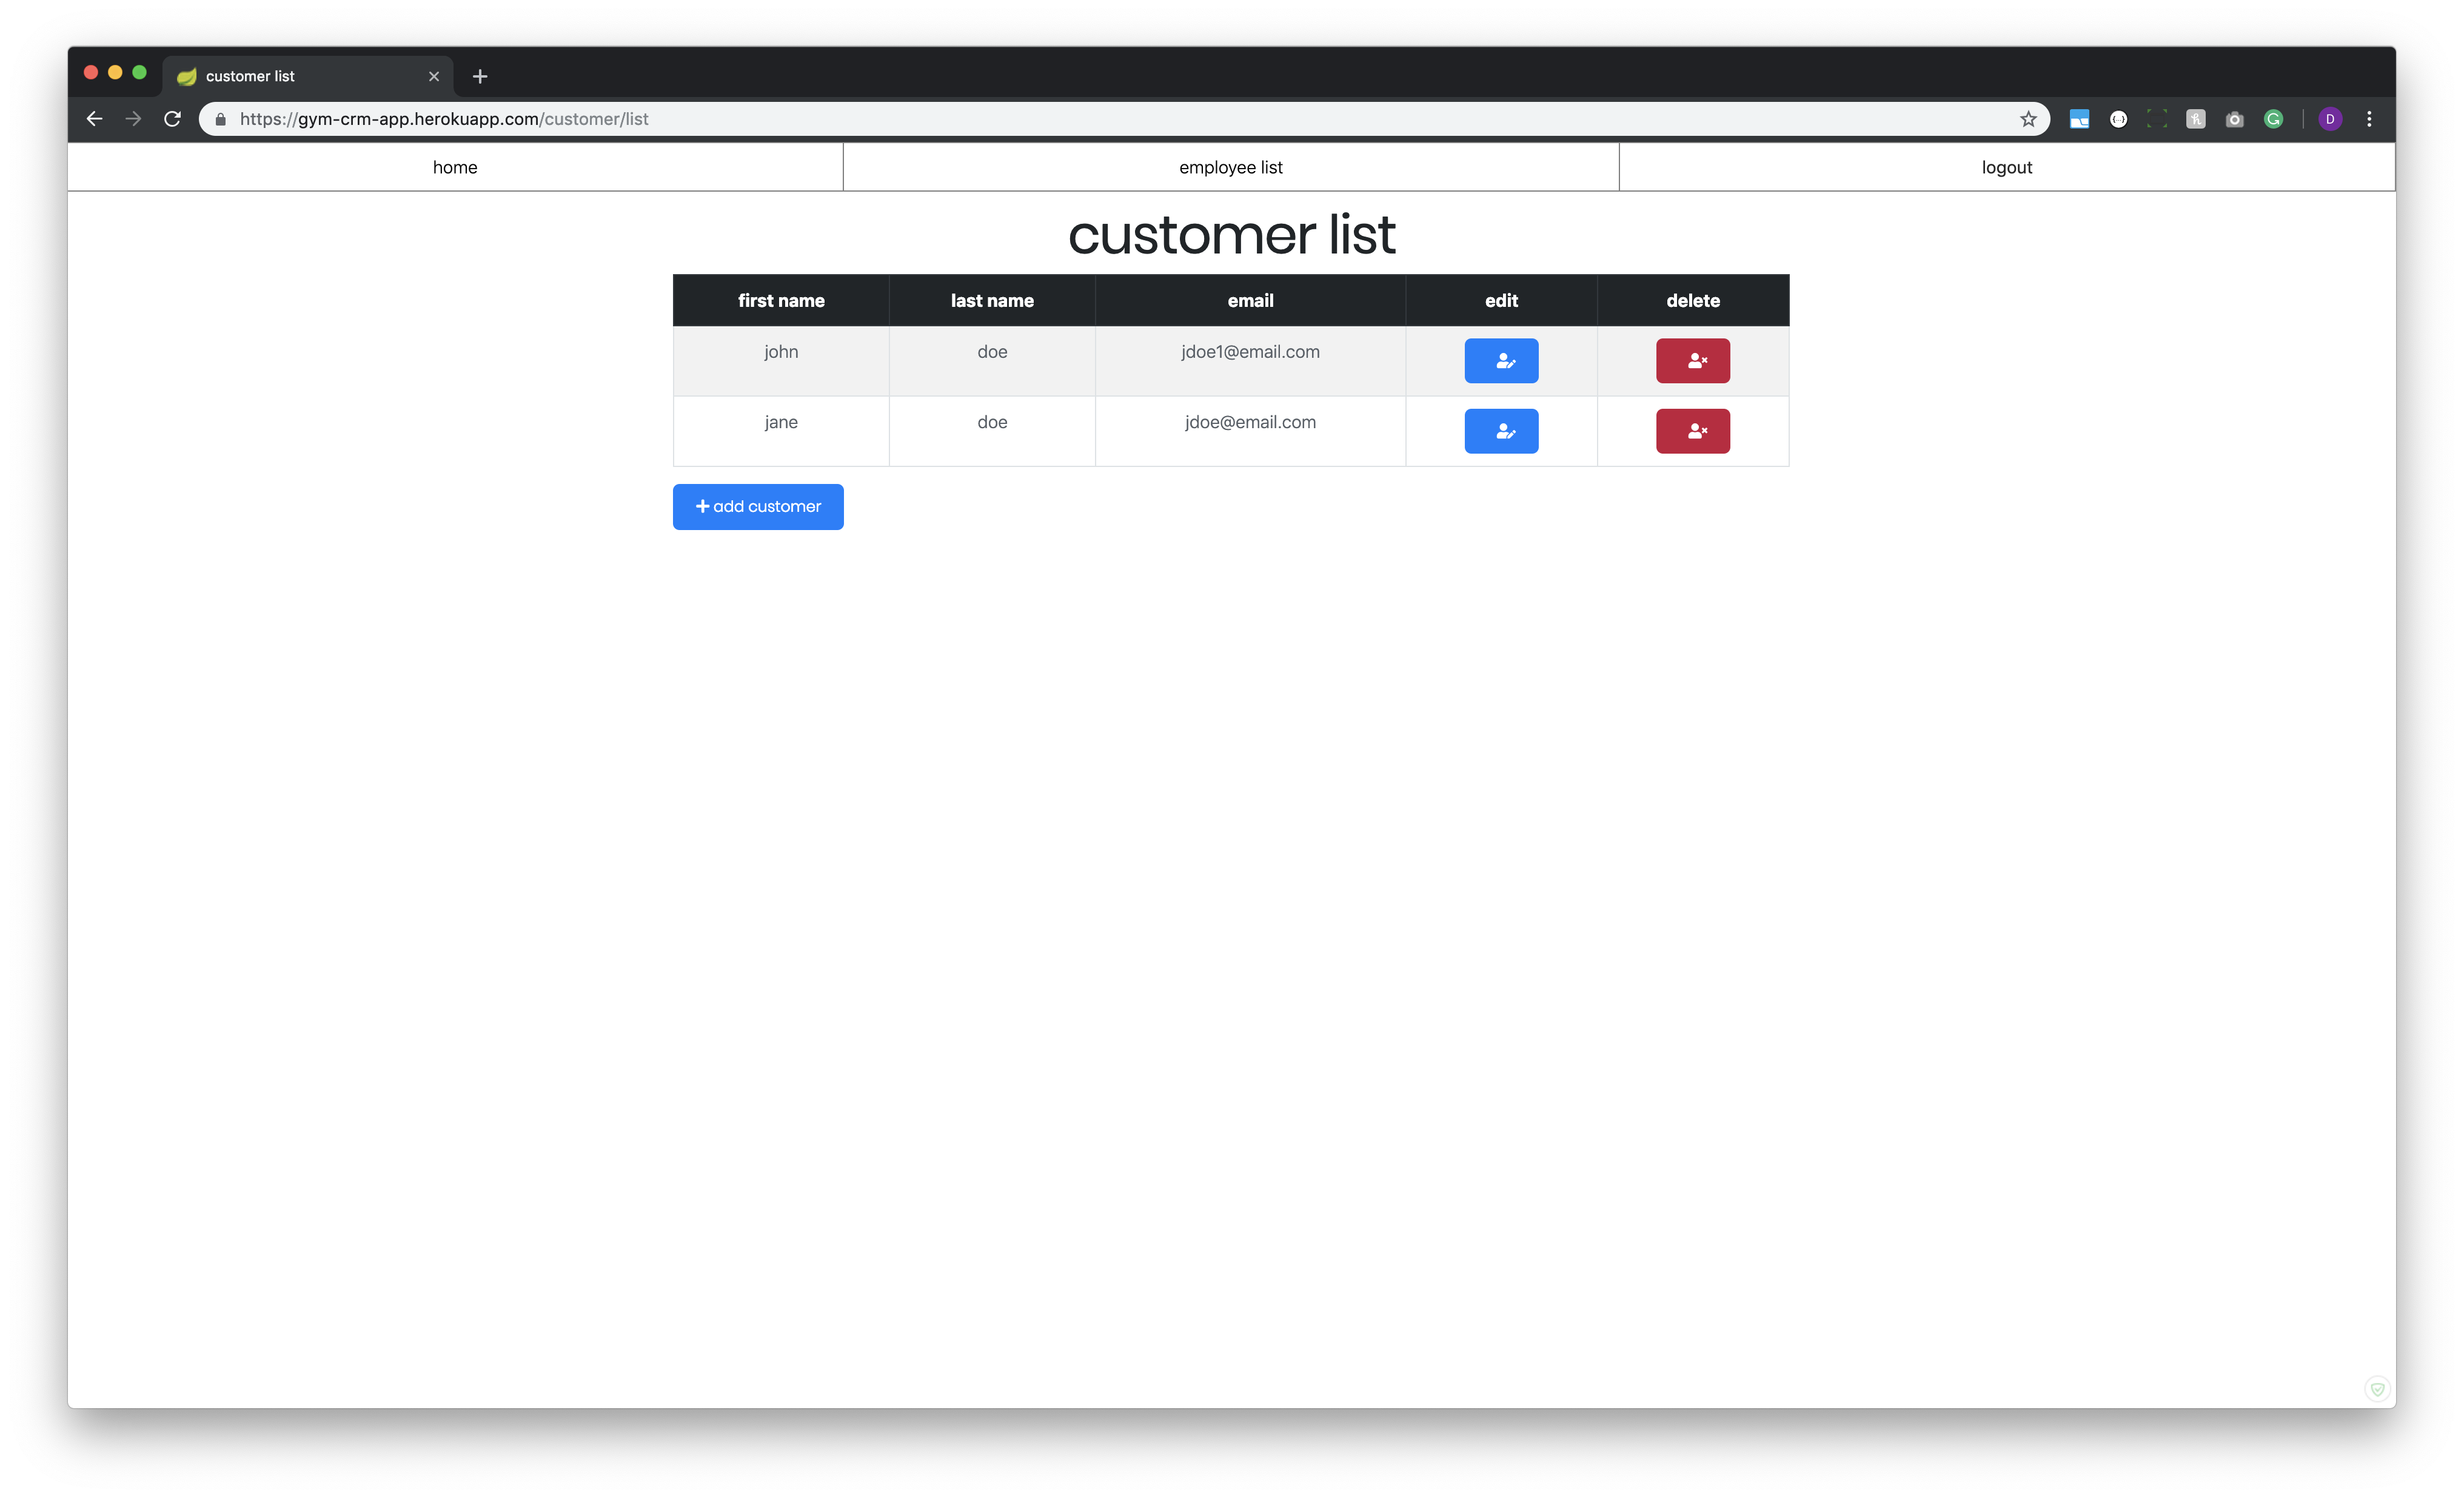 customer list
https://gym-crm-app.herokuapp.com/customer/list
D
home employee list logout
customer list
first name last name email edit delete
john doe jdoe1@email.com
jane doe jdoe@email.com
add customer